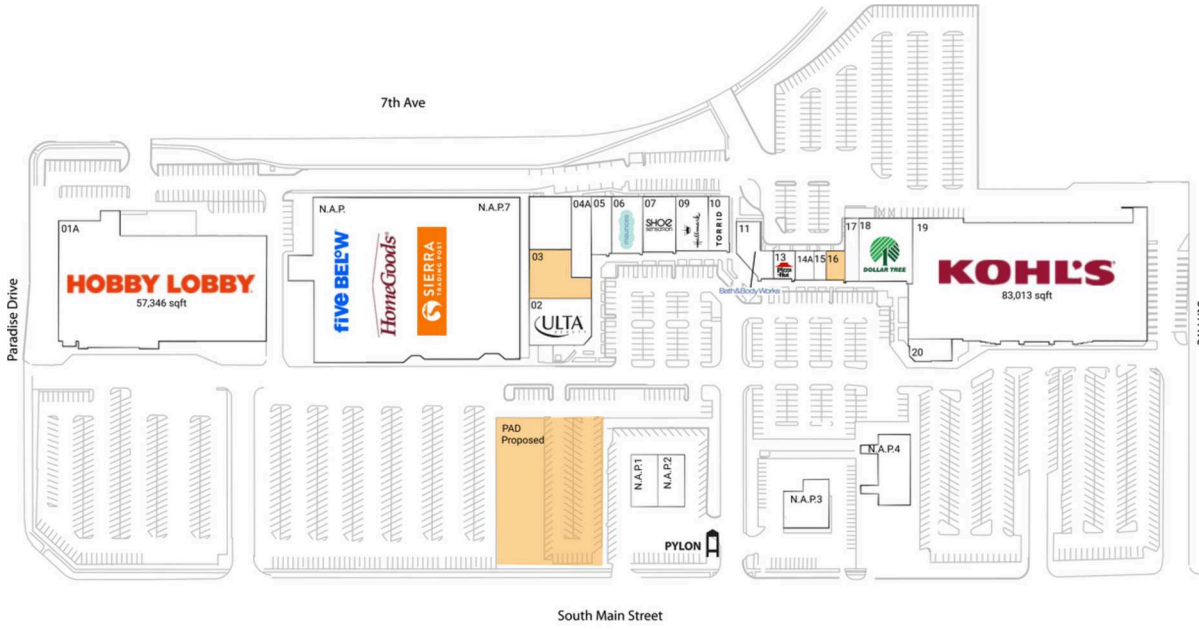 7th Ave
Paradise Drive
01A
HOBBY LOBBY
57,346 sqft
N.A.P.
N.A.P.7
five BELOW
HomeGoods
SIERRA
TRADING POST
03
02
ULTA
BEAUTY
04A
05
06
maurices
07
SHOE
sensation
09
Hallmark
10
TORRID
11
Bath&BodyWorks
13
Pizza
Hut
14A
15
16
17
18
DOLLAR TREE
19
KOHL'S
83,013 sqft
20
PAD
Proposed
N.A.P.1
N.A.P.2
PYLON
N.A.P.3
N.A.P.4
South Main Street